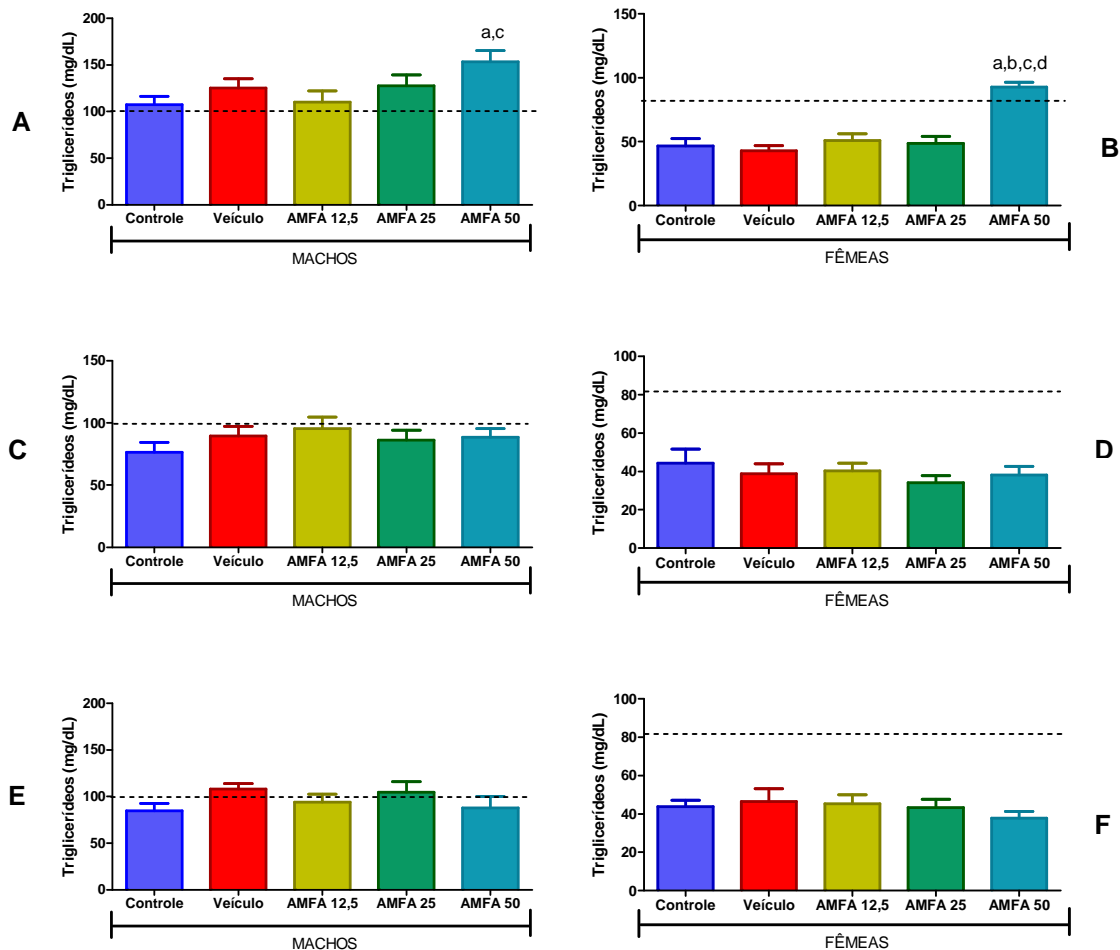 A
Triglicerídeos (mg/dL)
200
150
100
50
0
a,c
Controle Veículo AMFA 12,5 AMFA 25 AMFA 50
MACHOS
B
Triglicerídeos (mg/dL)
150
100
50
0
a,b,c,d
Controle Veículo AMFA 12,5 AMFA 25 AMFA 50
FÊMEAS
C
Triglicerídeos (mg/dL)
150
100
50
0
Controle Veículo AMFA 12,5 AMFA 25 AMFA 50
MACHOS
D
Triglicerídeos (mg/dL)
100
80
60
40
20
0
Controle Veículo AMFA 12,5 AMFA 25 AMFA 50
FÊMEAS
E
Triglicerídeos (mg/dL)
200
150
100
50
0
Controle Veículo AMFA 12,5 AMFA 25 AMFA 50
MACHOS
F
Triglicerídeos (mg/dL)
100
80
60
40
20
0
Controle Veículo AMFA 12,5 AMFA 25 AMFA 50
FÊMEAS